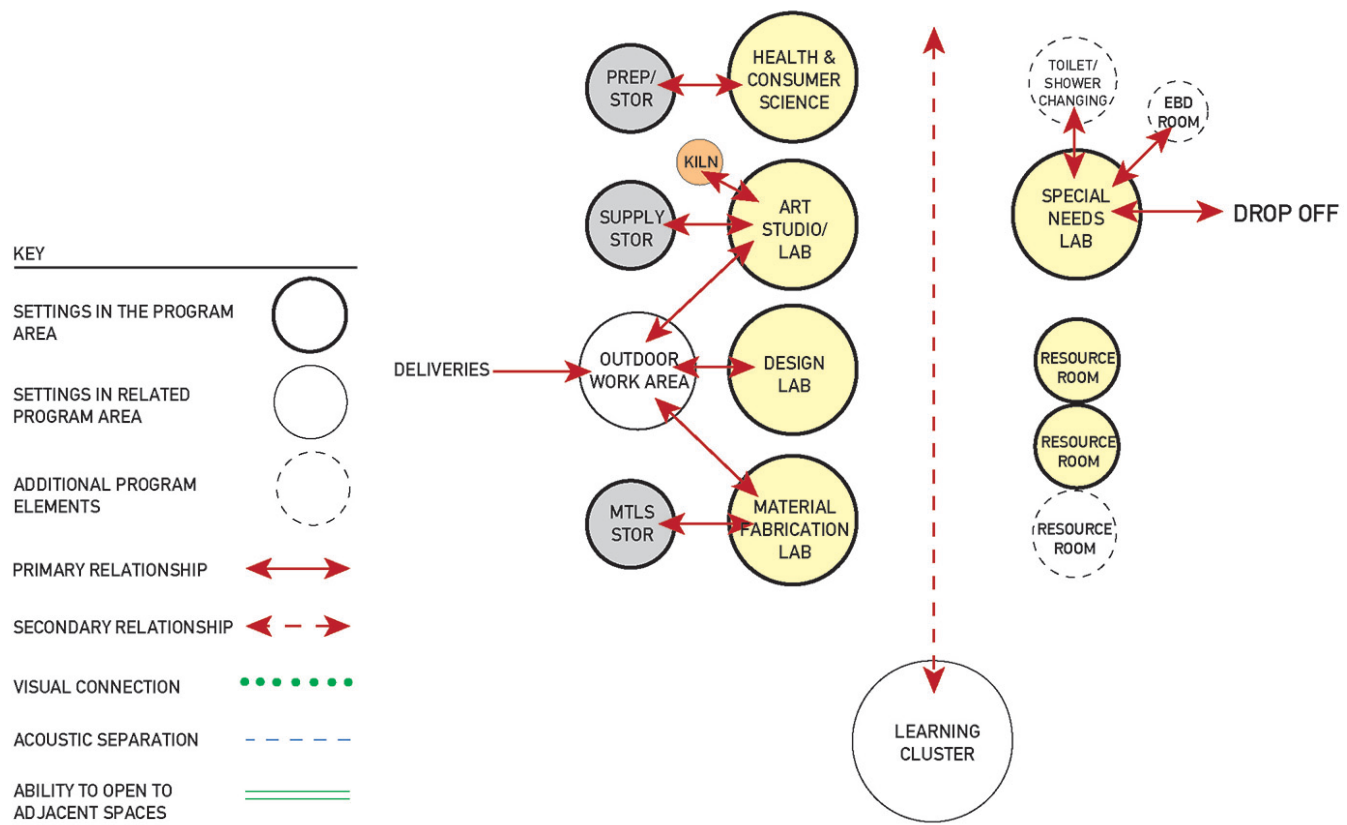 KEY
SETTINGS IN THE PROGRAM
AREA
SETTINGS IN RELATED
PROGRAM AREA
ADDITIONAL PROGRAM
ELEMENTS
PRIMARY RELATIONSHIP
SECONDARY RELATIONSHIP
VISUAL CONNECTION
ACOUSTIC SEPARATION
ABILITY TO OPEN TO
ADJACENT SPACES
PREP/
STOR
HEALTH &
CONSUMER
SCIENCE
KILN
SUPPLY
STOR
ART
STUDIO/
LAB
DELIVERIES
OUTDOOR
WORK AREA
DESIGN
LAB
MTLS
STOR
MATERIAL
FABRICATION
LAB
LEARNING
CLUSTER
TOILET/
SHOWER
CHANGING
EBD
ROOM
SPECIAL
NEEDS
LAB
DROP OFF
RESOURCE
ROOM
RESOURCE
ROOM
RESOURCE
ROOM